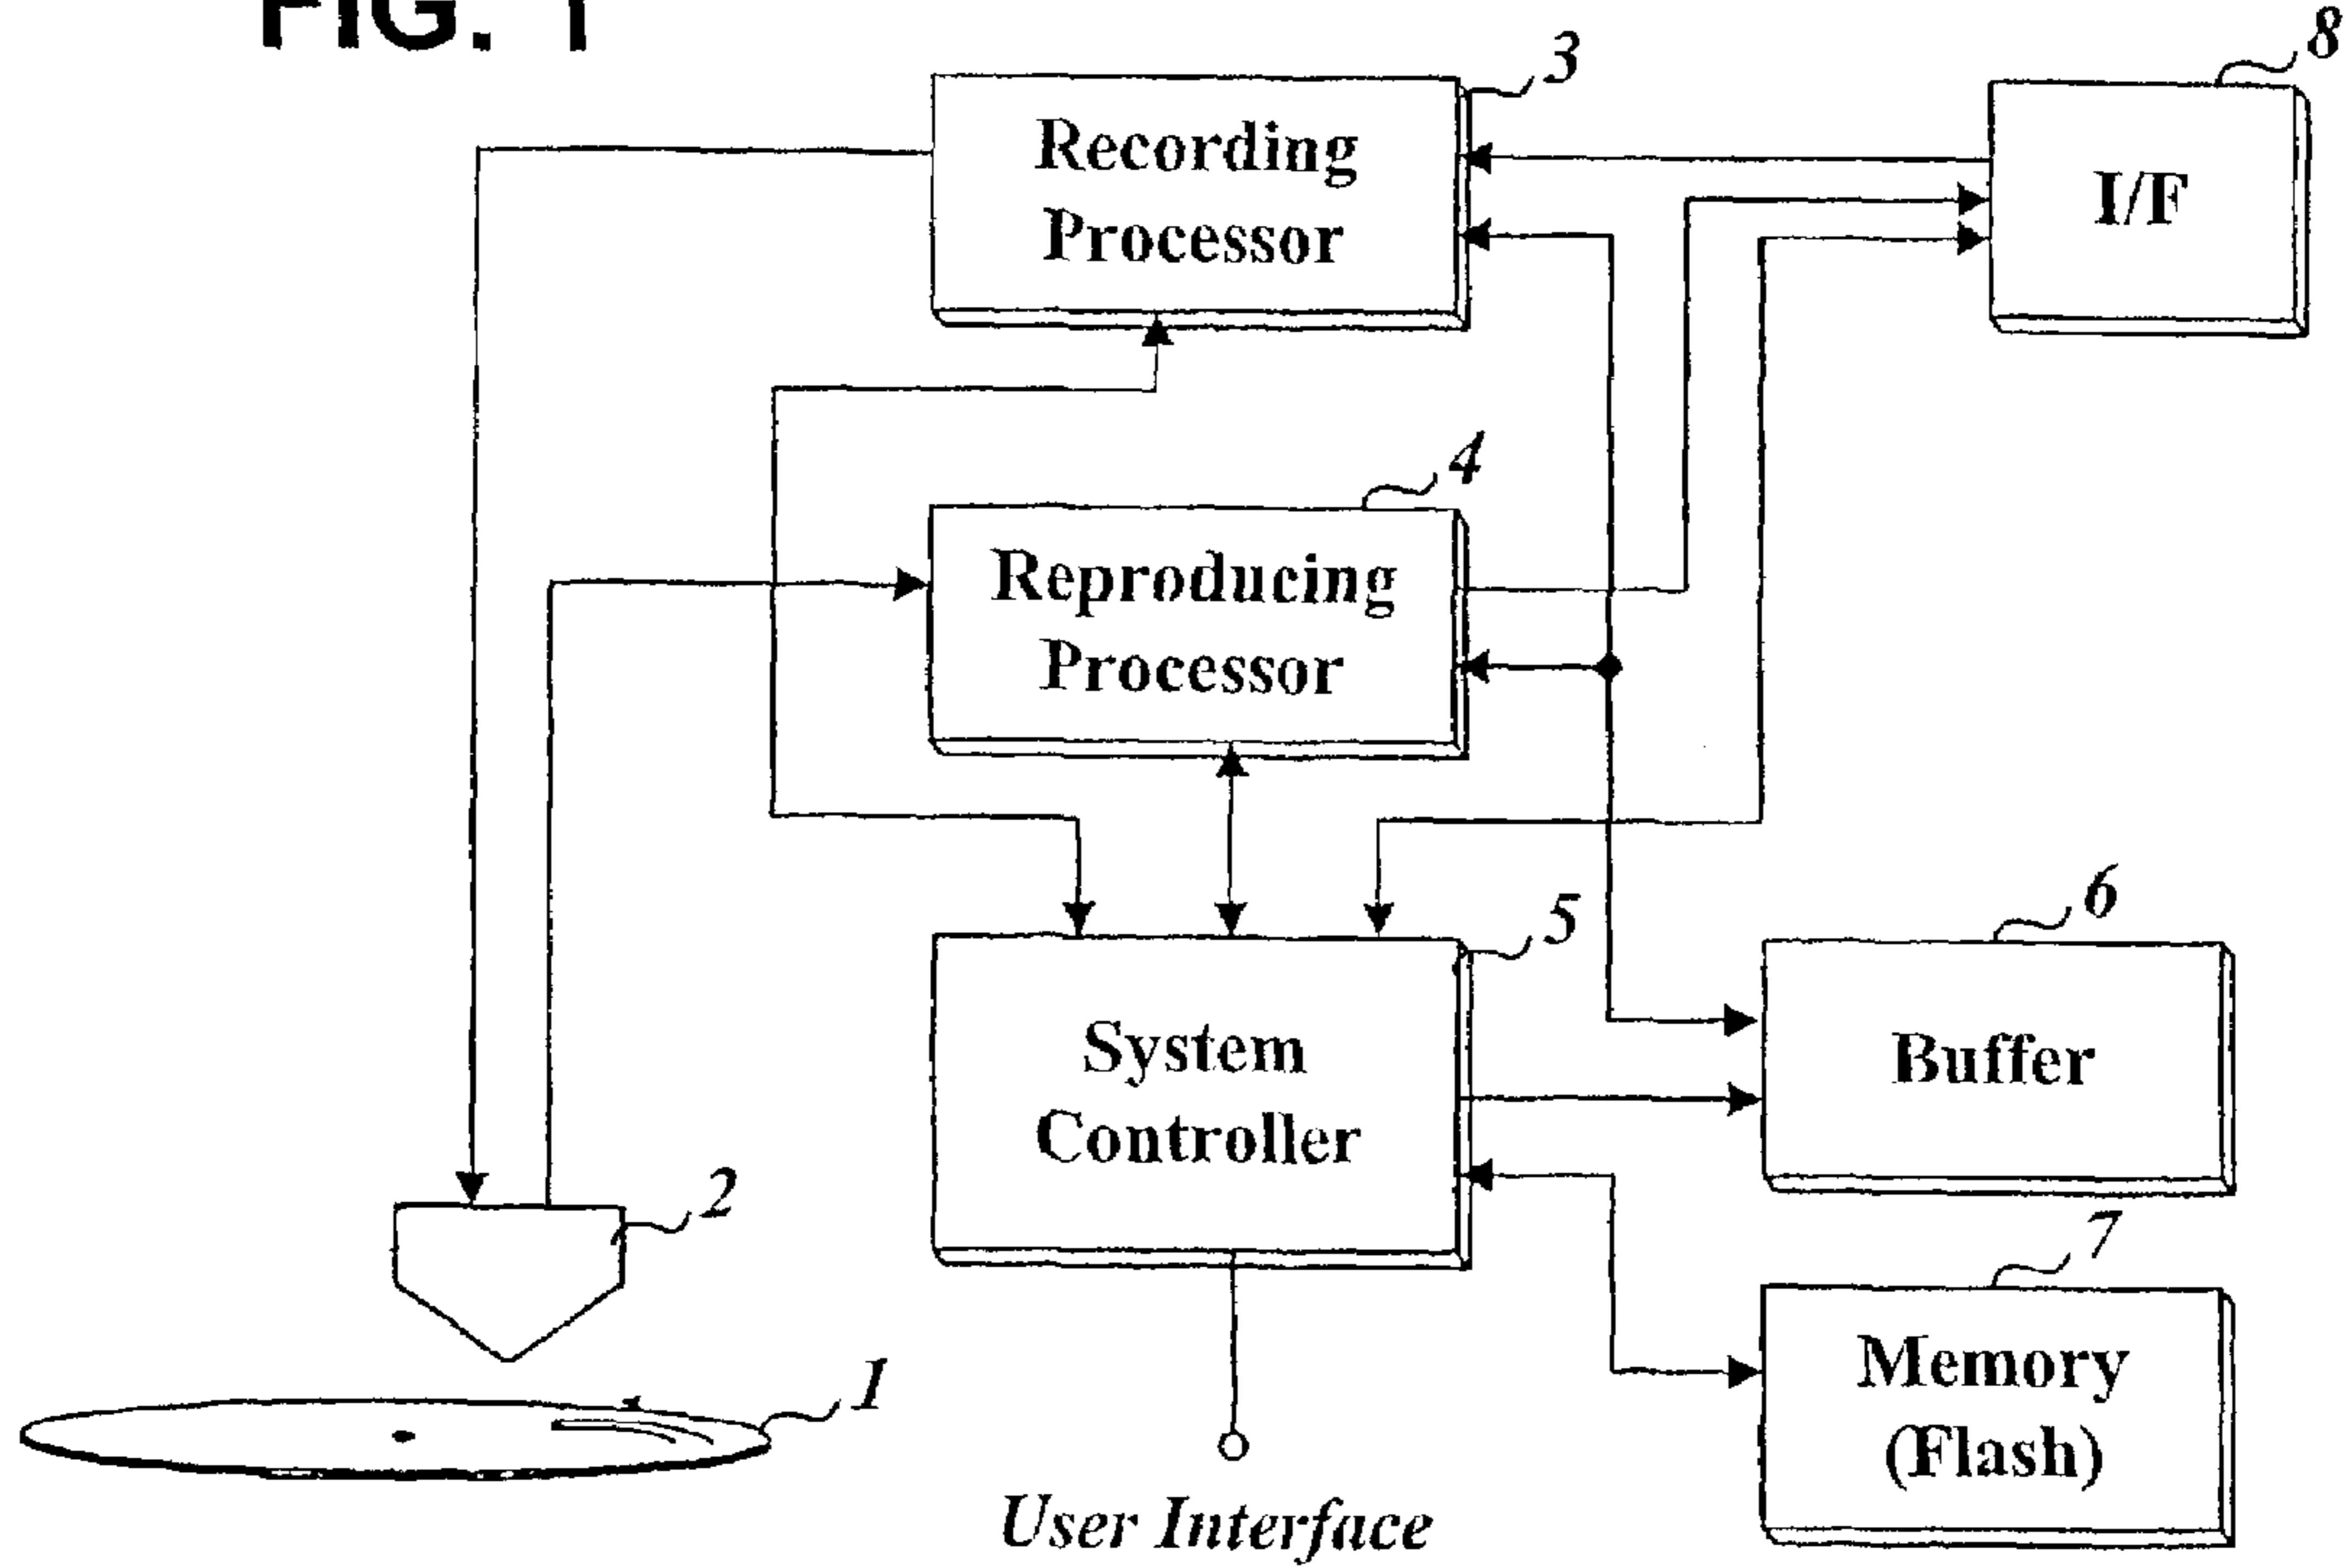 FIG. 1
3
8
Recording
Processor
I/F
4
Reproducing
Processor
5
6
System
Controller
Buffer
2
7
1
Memory
(Flash)
User Interface